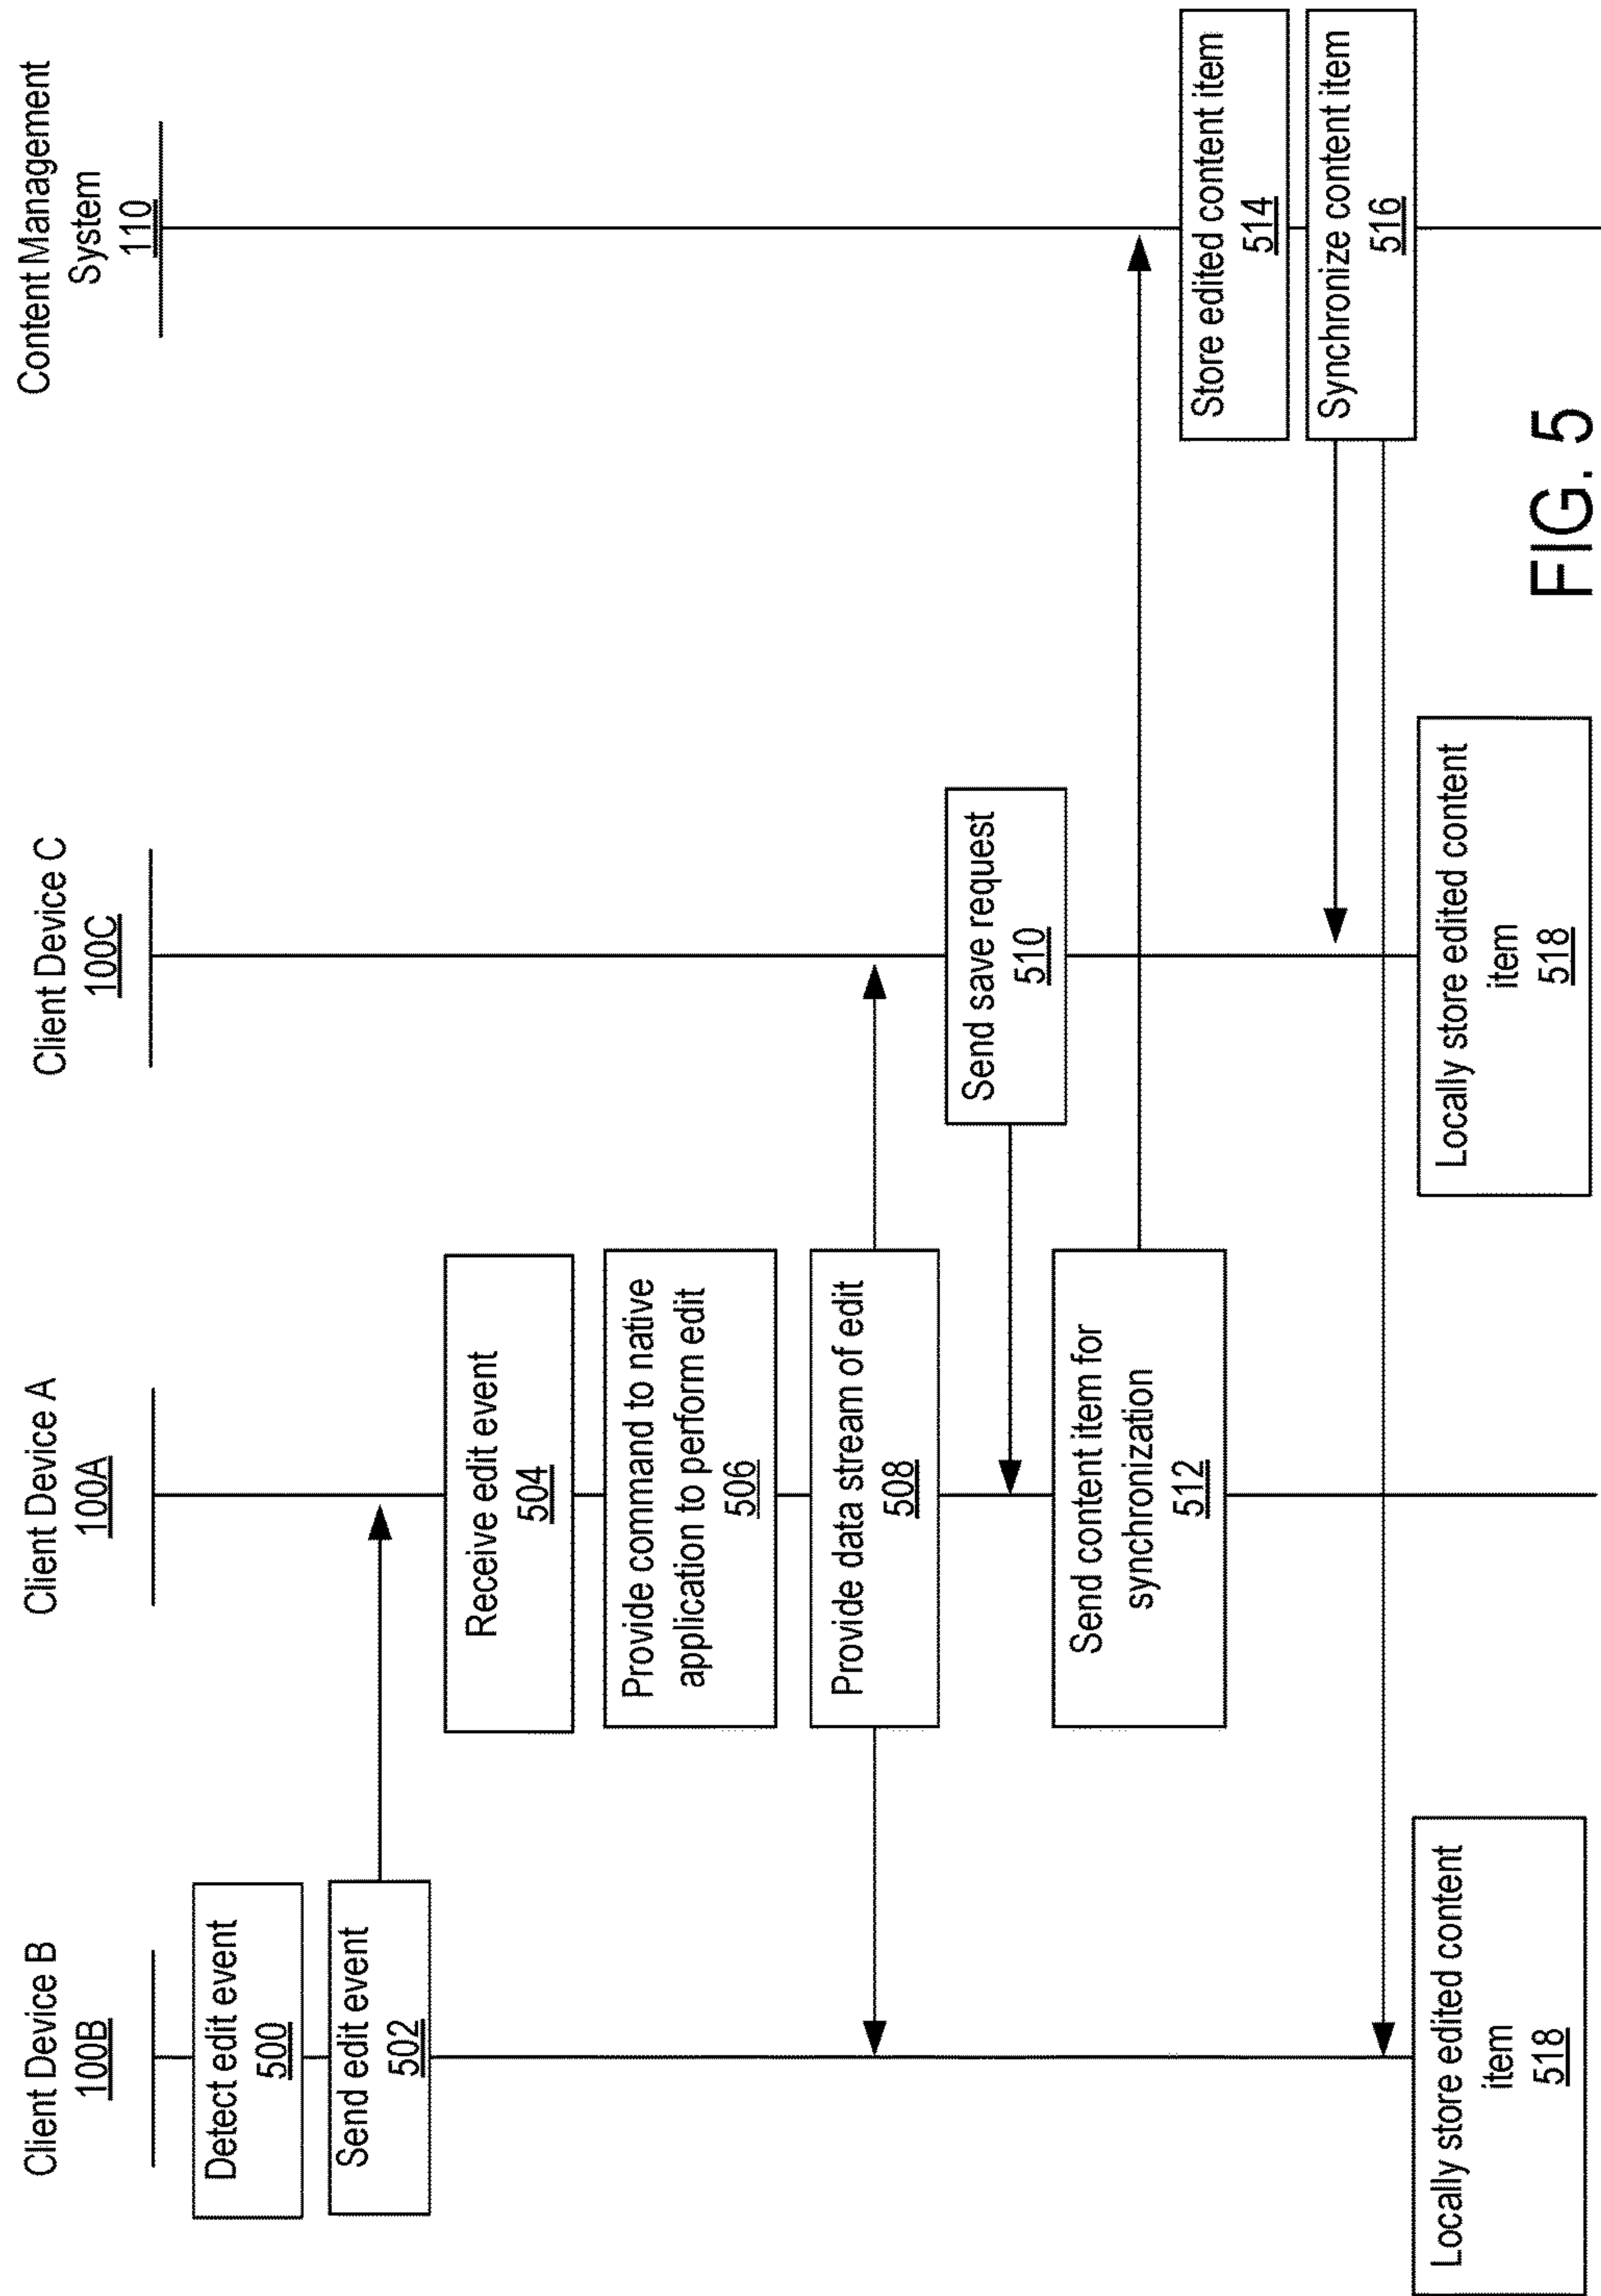 Client Device B
100B
Client Device A
100A
Client Device C
100C
Content Management
System
110
Detect edit event
500
Send edit event
502
Receive edit event
504
Provide command to native
application to perform edit
506
Provide data stream of edit
508
Send save request
510
Send content item for
synchronization
512
Store edited content item
514
Synchronize content item
516
Locally store edited content
item
518
Locally store edited content
item
518
FIG. 5